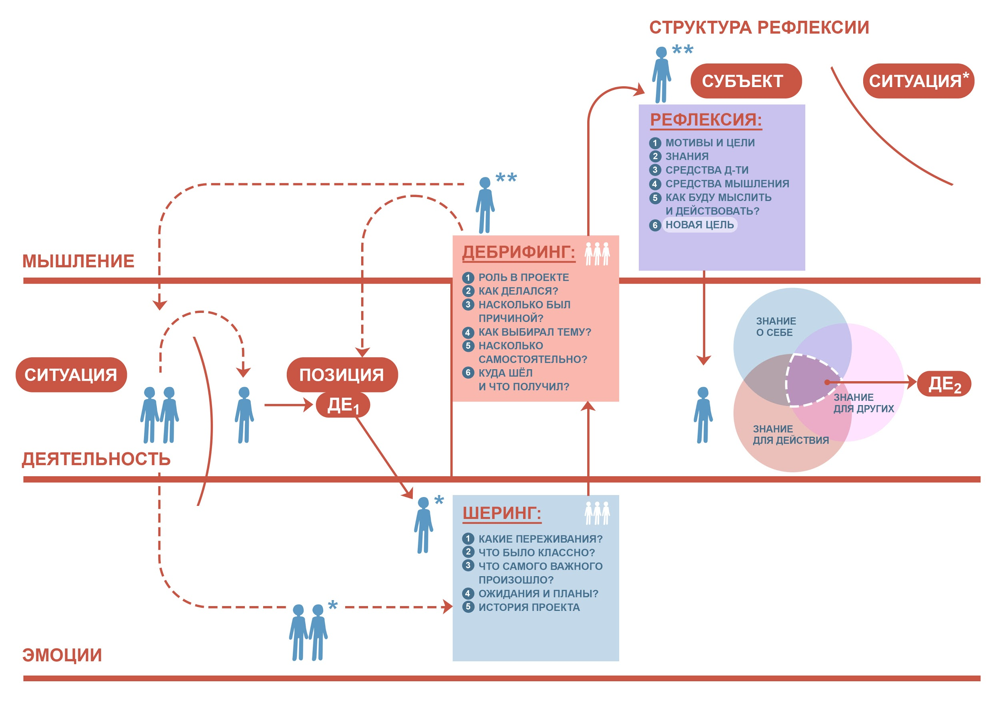 СТРУКТУРА РЕФЛЕКСИИ
**
СУБЪЕКТ
СИТУАЦИЯ*
РЕФЛЕКСИЯ:
1 МОТИВЫ И ЦЕЛИ
2 ЗНАНИЯ
3 СРЕДСТВА Д-ТИ
4 СРЕДСТВА МЫШЛЕНИЯ
5 КАК БУДУ МЫСЛИТЬ
И ДЕЙСТВОВАТЬ?
6 НОВАЯ ЦЕЛЬ
**
МЫШЛЕНИЕ
ДЕБРИФИНГ:
1 РОЛЬ В ПРОЕКТЕ
2 КАК ДЕЛАЛСЯ?
3 НАСКОЛЬКО БЫЛ
ПРИЧИНОЙ?
4 КАК ВЫБИРАЛ ТЕМУ?
5 НАСКОЛЬКО
САМОСТОЯТЕЛЬНО?
6 КУДА ШЁЛ
И ЧТО ПОЛУЧИЛ?
СИТУАЦИЯ
ПОЗИЦИЯ
ДЕ1
ЗНАНИЕ
О СЕБЕ
ЗНАНИЕ
ДЛЯ ДРУГИХ
ЗНАНИЕ
ДЛЯ ДЕЙСТВИЯ
ДЕ2
ДЕЯТЕЛЬНОСТЬ
*
ШЕРИНГ:
1 КАКИЕ ПЕРЕЖИВАНИЯ?
2 ЧТО БЫЛО КЛАССНО?
3 ЧТО САМОГО ВАЖНОГО
ПРОИЗОШЛО?
4 ОЖИДАНИЯ И ПЛАНЫ?
5 ИСТОРИЯ ПРОЕКТА
*
ЭМОЦИИ